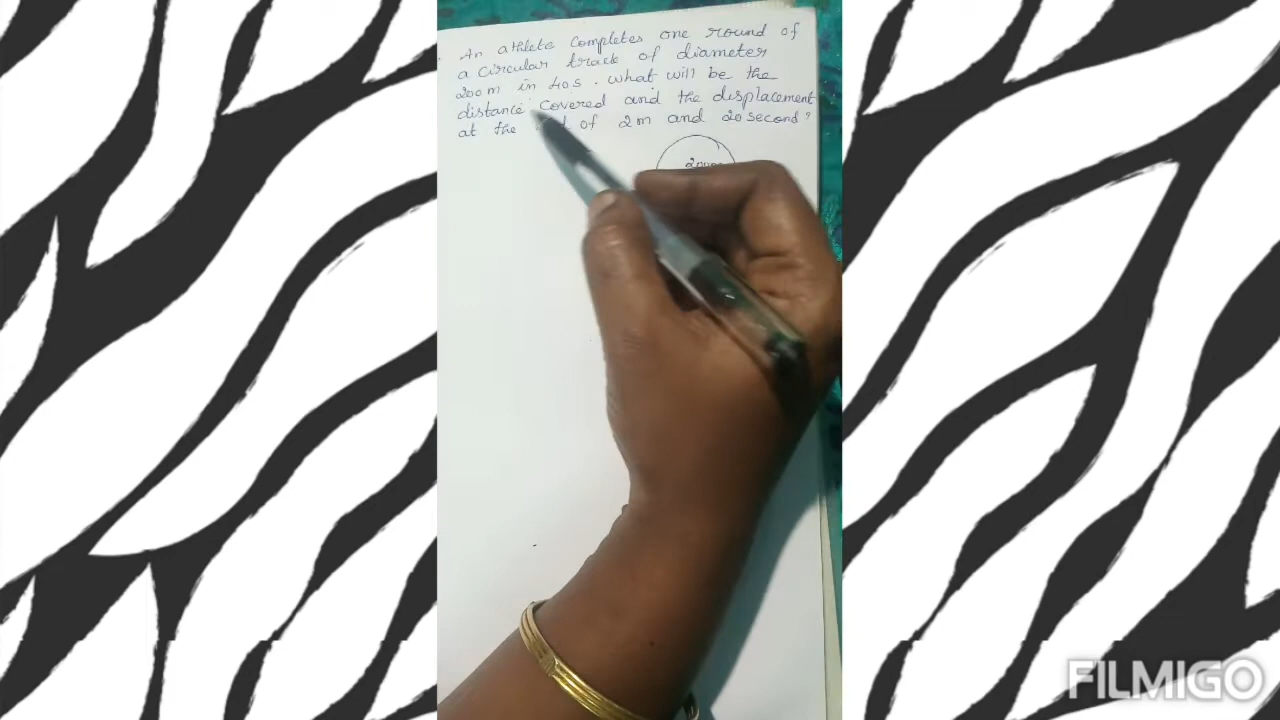 An athlete completes one round of
a circular track of diameter
200m in 40s. What will be the
distance covered and the displacement
at the of 2m and 20 second?
FILMIGO